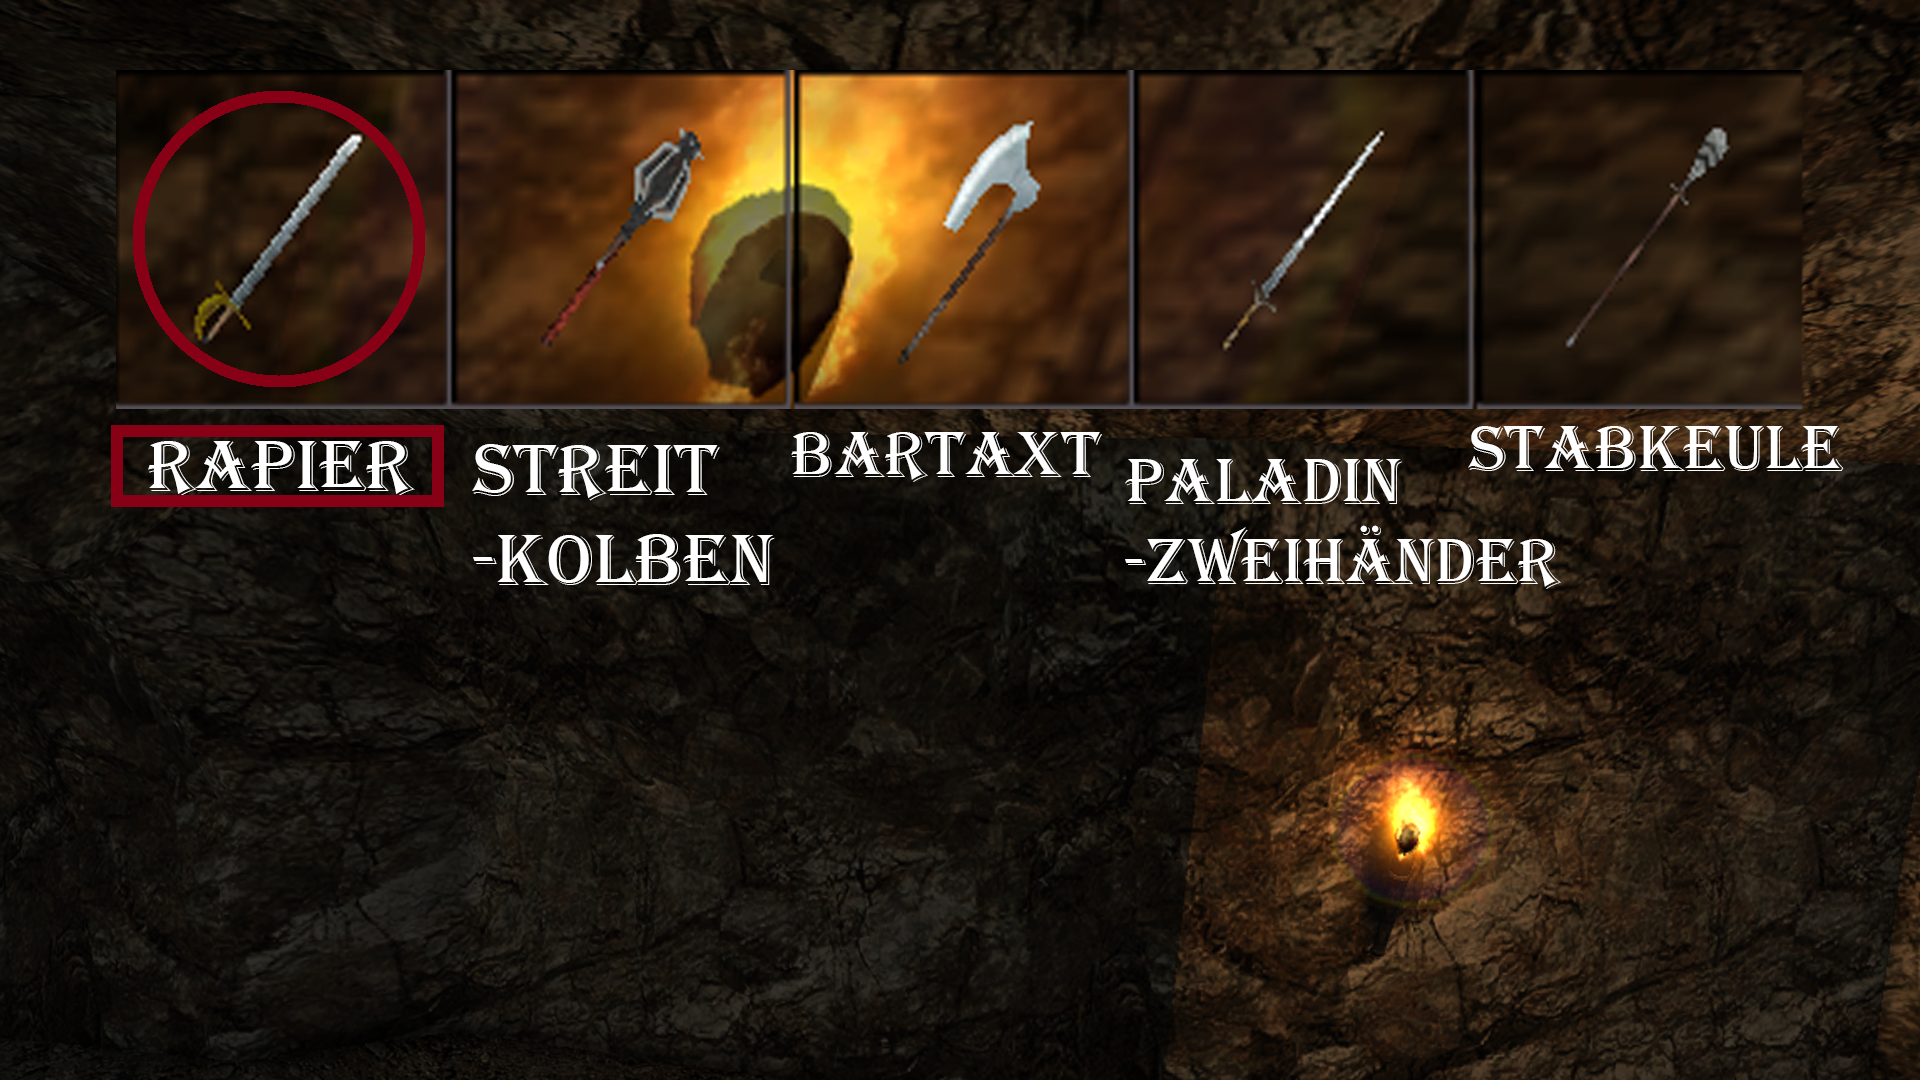 RAPIER
STREIT
-KOLBEN
BARTAXT
PALADIN
-ZWEIHÄNDER
STABKEULE